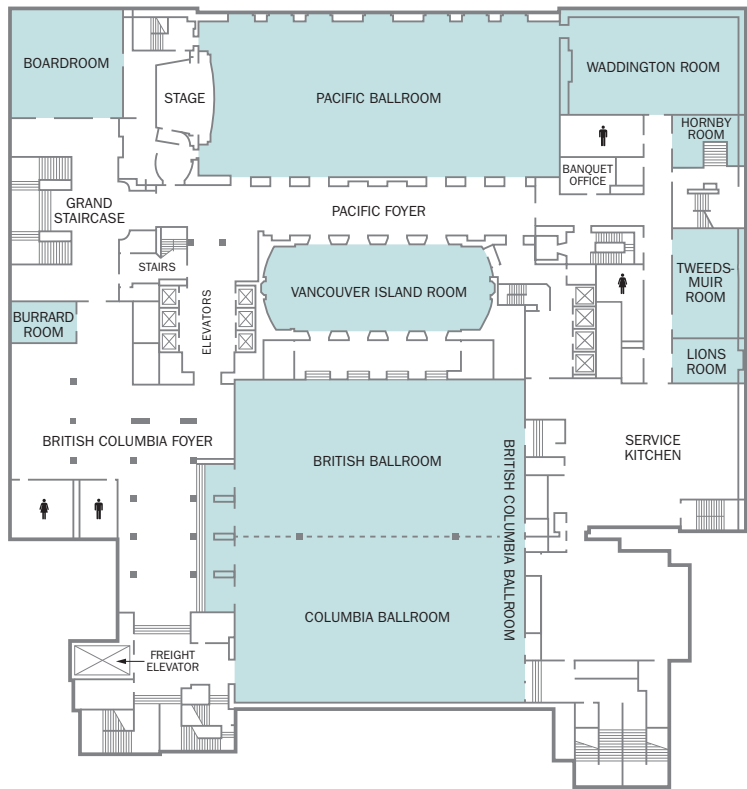 BOARDROOM
STAGE
PACIFIC BALLROOM
WADDINGTON ROOM
HORNBY
ROOM
BANQUET
OFFICE
GRAND
STAIRCASE
PACIFIC FOYER
STAIRS
ELEVATORS
VANCOUVER ISLAND ROOM
TWEEDS-
MUIR
ROOM
BURRARD
ROOM
LIONS
ROOM
BRITISH COLUMBIA FOYER
BRITISH BALLROOM
BRITISH COLUMBIA BALLROOM
SERVICE
KITCHEN
COLUMBIA BALLROOM
FREIGHT
ELEVATOR